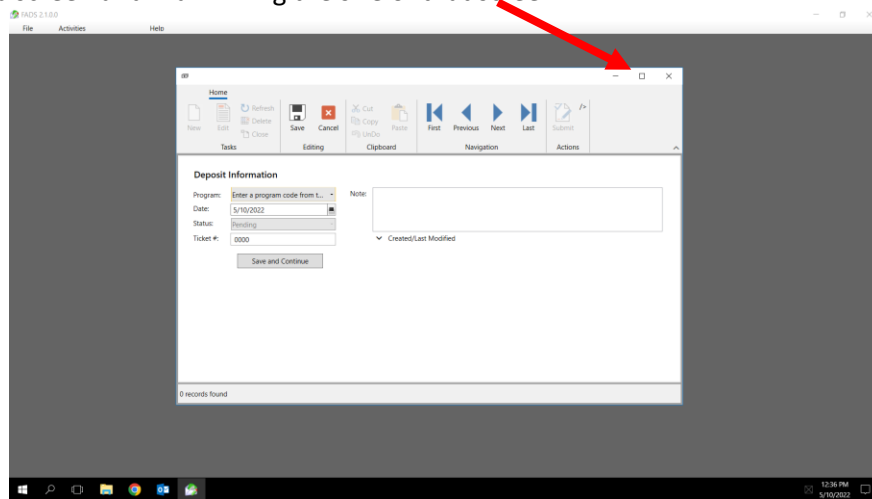 FADS 2.1.0.0
File Activities Help
Home
New Edit Refresh Delete Close Save Cancel Cut Copy UnDo Paste First Previous Next Last Submit />
Tasks Editing Clipboard Navigation Actions
Deposit Information
Program: Enter a program code from t... Note:
Date: 5/10/2022
Status: Pending
Created/Last Modified
Ticket #: 0000
Save and Continue
0 records found
12:36 PM
5/10/2022